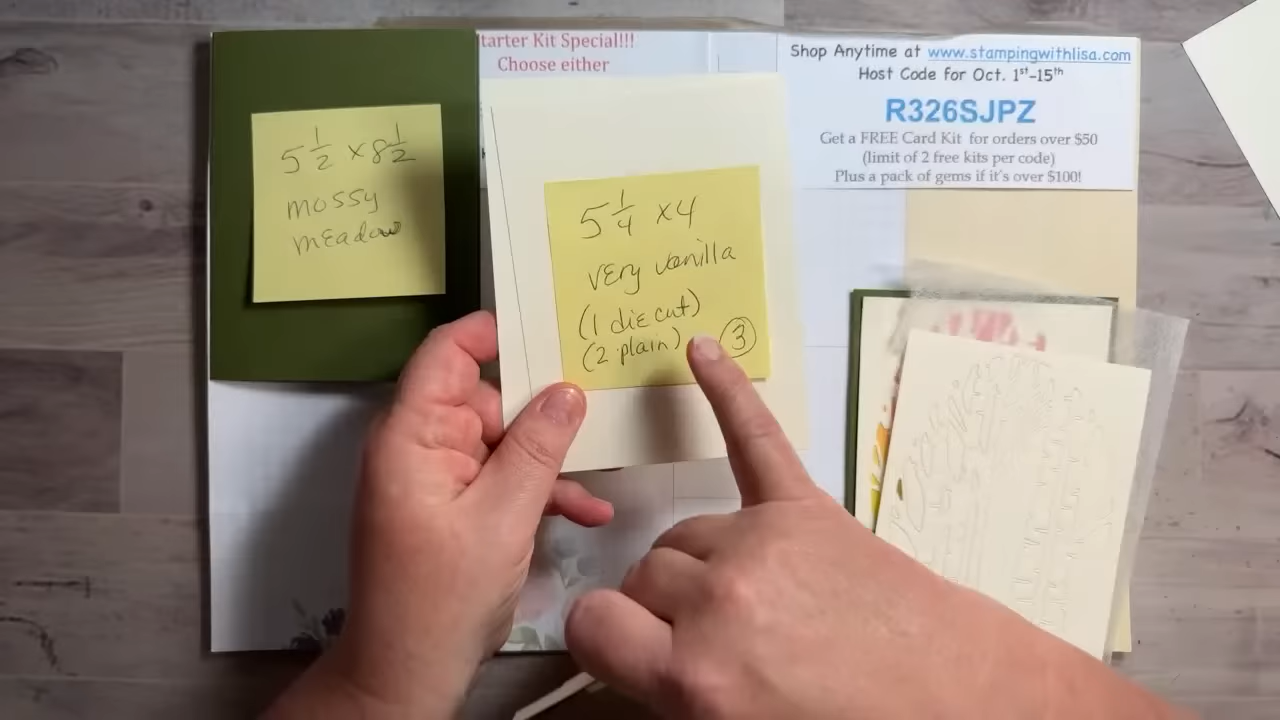 5 1/2 x 8 1/2
mossy
meadow
tarter Kit Special!!!
Choose either
5 1/4 x 4
very vanilla
(1 die cut)
(2 plain)
3
Shop Anytime at www.stampingwithlisa.com
Host Code for Oct. 1st-15th
R326SJPZ
Get a FREE Card Kit for orders over $50
(limit of 2 free kits per code)
Plus a pack of gems if it's over $100!